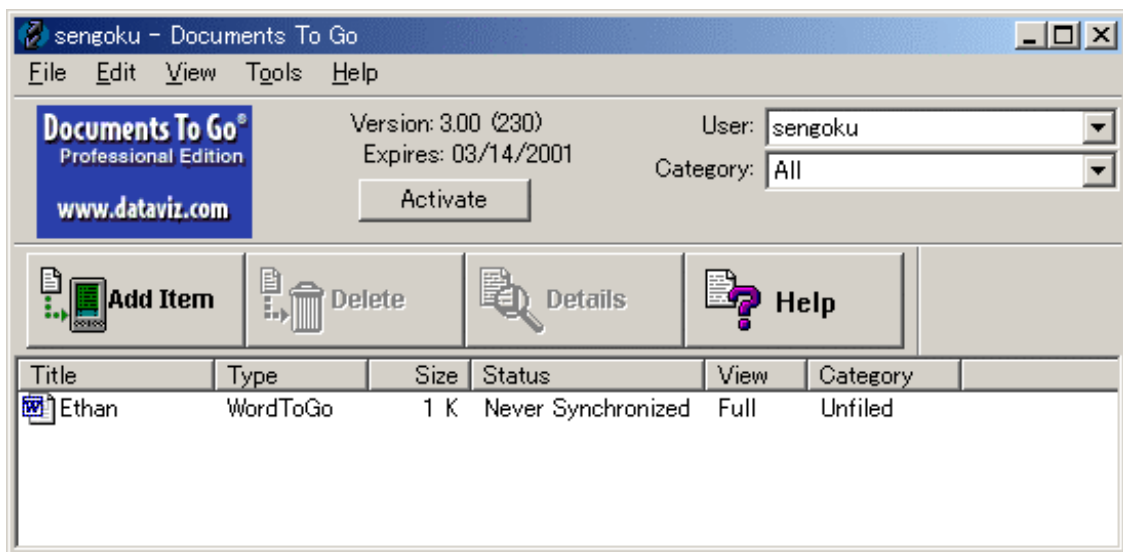 sengoku - Documents To Go
File Edit View Tools Help
Documents To Go®
Professional Edition
www.dataviz.com
Version: 3.00 (230)
Expires: 03/14/2001
Activate
User: sengoku
Category: All
Add Item Delete Details Help
Title Type Size Status View Category
Ethan WordToGo 1 K Never Synchronized Full Unfiled